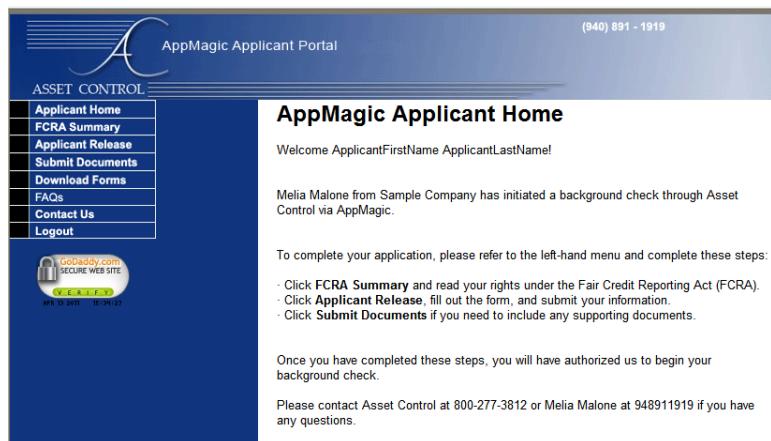 (940) 891 - 1919
AppMagic Applicant Portal
AC
ASSET CONTROL
Applicant Home
FCRA Summary
Applicant Release
Submit Documents
Download Forms
FAQs
Contact Us
Logout
GoDaddy.com
SECURE WEB SITE
VERIFY
AppMagic Applicant Home
Welcome ApplicantFirstName ApplicantLastName!
Melia Malone from Sample Company has initiated a background check through Asset
Control via AppMagic.
To complete your application, please refer to the left-hand menu and complete these steps:
· Click FCRA Summary and read your rights under the Fair Credit Reporting Act (FCRA).
· Click Applicant Release, fill out the form, and submit your information.
· Click Submit Documents if you need to include any supporting documents.
Once you have completed these steps, you will have authorized us to begin your
background check.
Please contact Asset Control at 800-277-3812 or Melia Malone at 948911919 if you have
any questions.